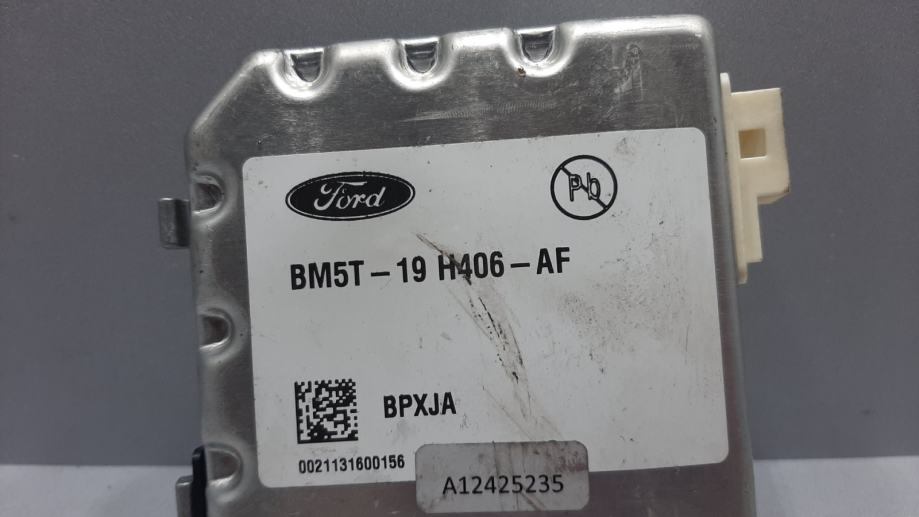 Ford
Pb
BM5T-19 H406-AF
BPXJA
0021131600156
A12425235